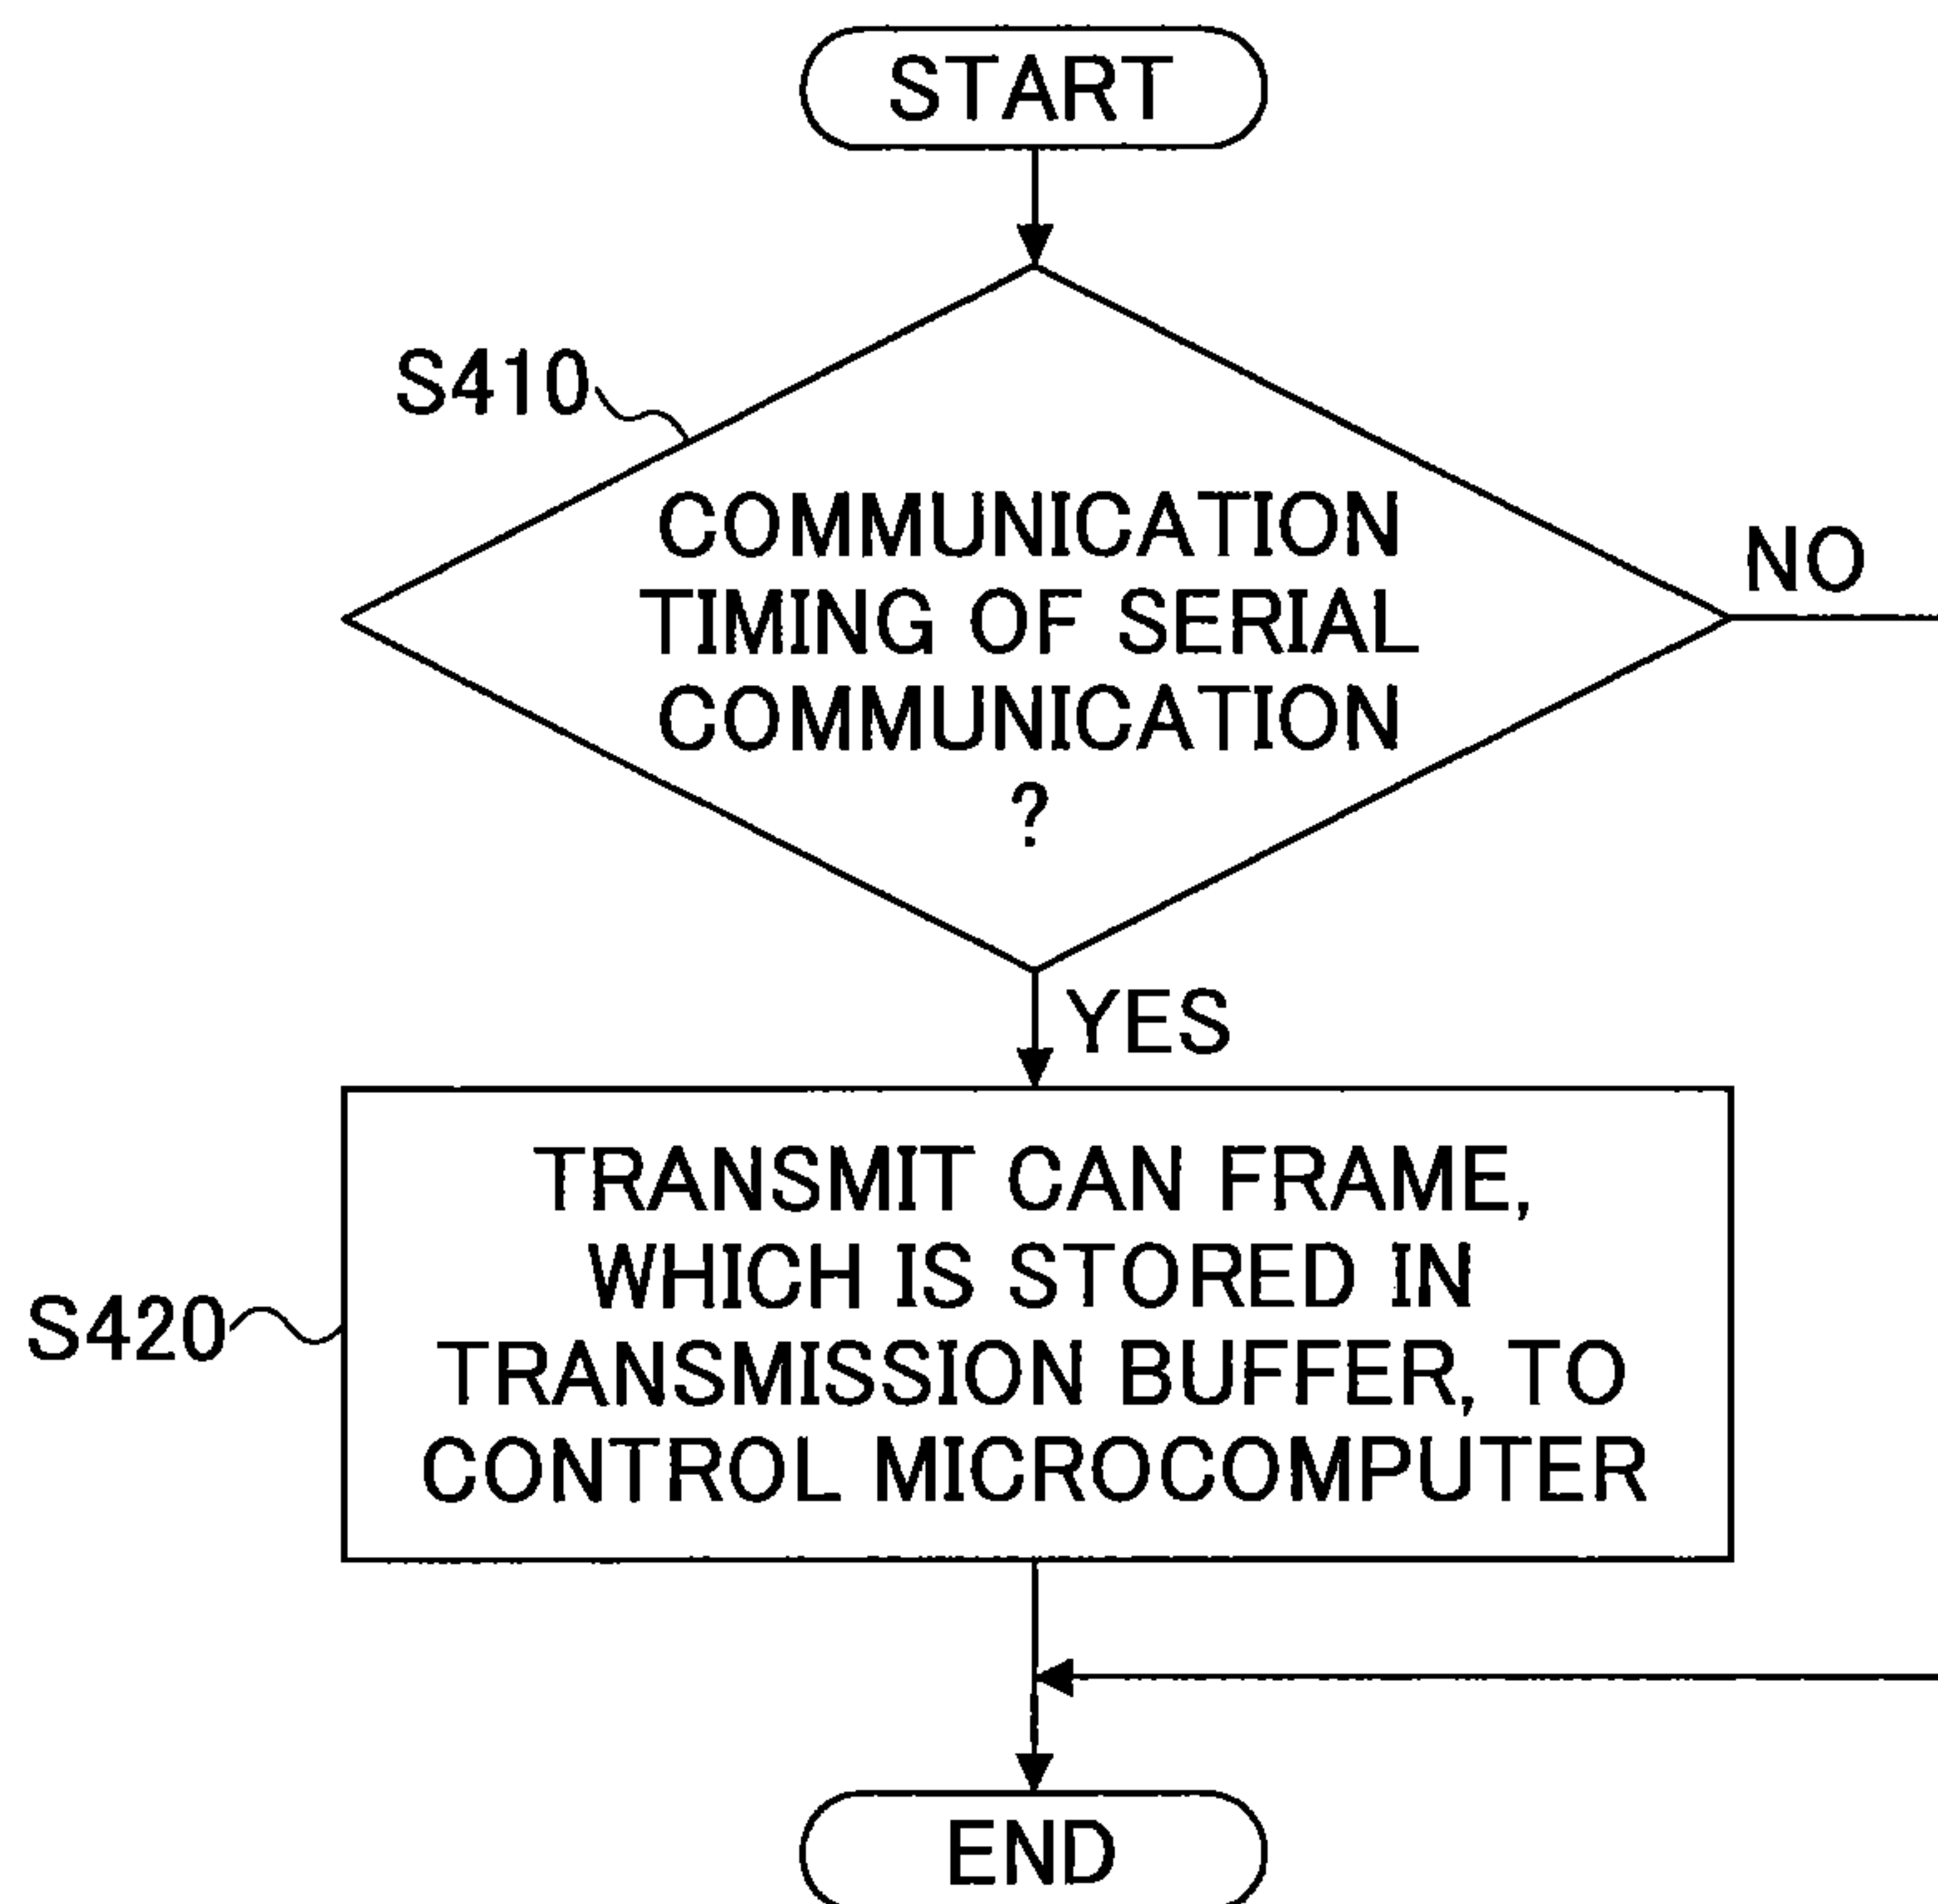 START
S410
COMMUNICATION
TIMING OF SERIAL
COMMUNICATION
?
NO
YES
TRANSMIT CAN FRAME,
WHICH IS STORED IN
TRANSMISSION BUFFER, TO
CONTROL MICROCOMPUTER
S420
END